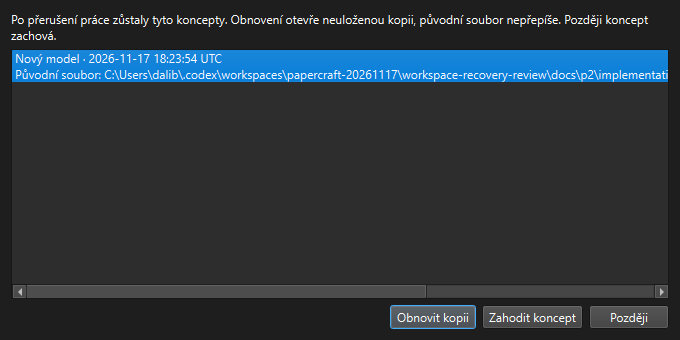 Po přerušení práce zůstaly tyto koncepty. Obnovení otevře neuloženou kopii, původní soubor nepřepíše. Později koncept
zachová.
Nový model · 2026-11-17 18:23:54 UTC
Původní soubor: C:\Users\dalib\.codex\workspaces\papercraft-20261117\workspace-recovery-review\docs\p2\implementati
Obnovit kopii
Zahodit koncept
Později